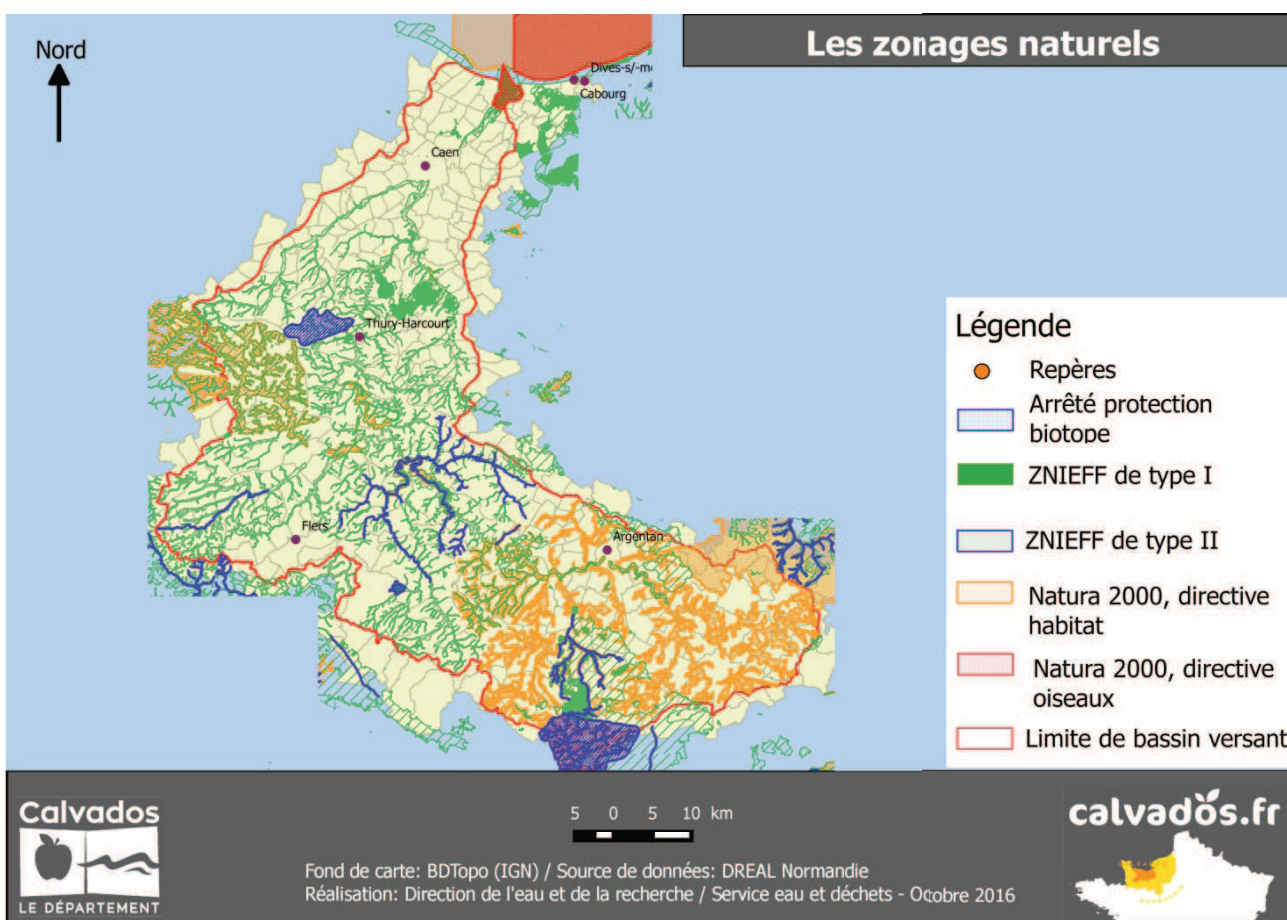 Les zonages naturels
Nord
Dives-s/-m
Cabourg
Caen
Thury-Harcourt
Flers
Argentan
Légende
Repères
Arrêté protection
biotope
ZNIEFF de type I
ZNIEFF de type II
Natura 2000, directive
habitat
Natura 2000, directive
oiseaux
Limite de bassin versant
Calvados
LE DÉPARTEMENT
5 0 5 10 km
Fond de carte: BDTopo (IGN) / Source de données: DREAL Normandie
Réalisation: Direction de l'eau et de la recherche / Service eau et déchets - Octobre 2016
calvados.fr